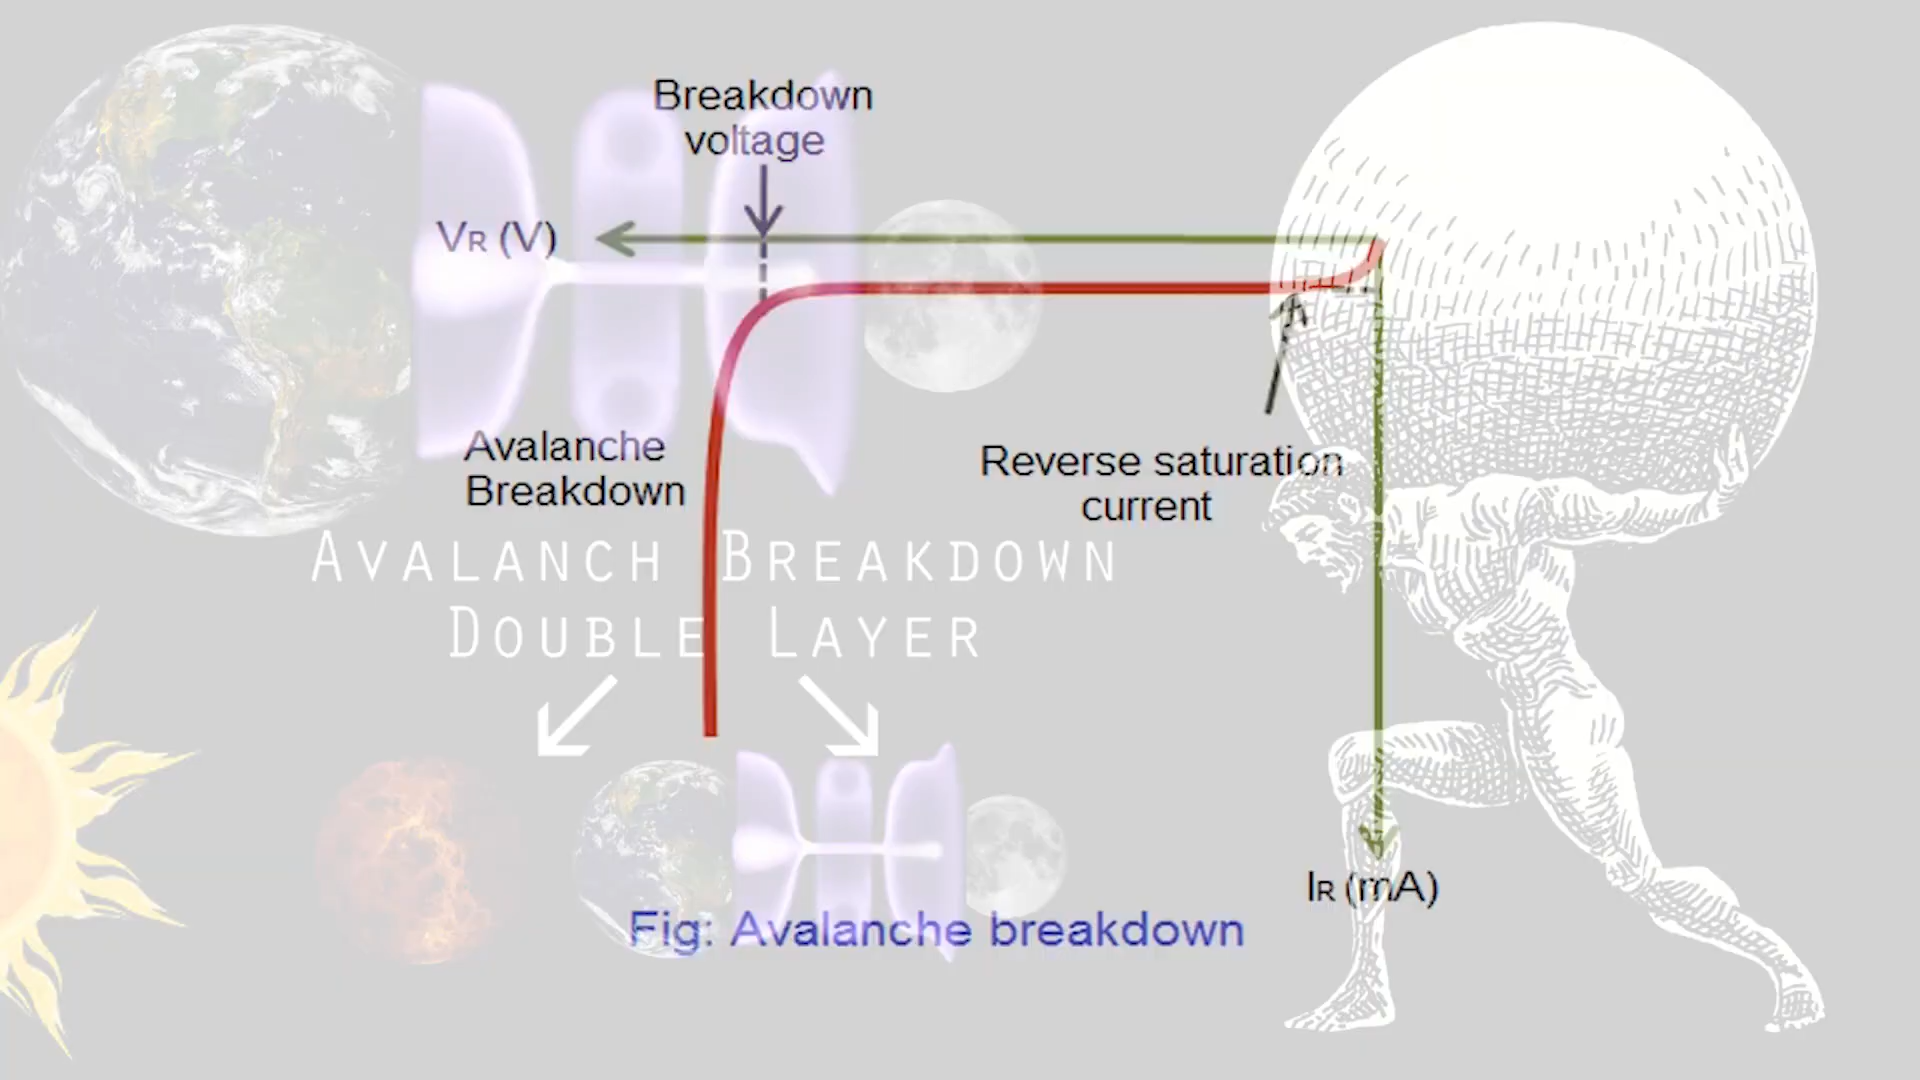 Breakdown
voltage
VR (V)
Avalanche
Breakdown
Reverse saturation
current
AVALANCH BREAKDOWN
DOUBLE LAYER
IR (mA)
Fig: Avalanche breakdown